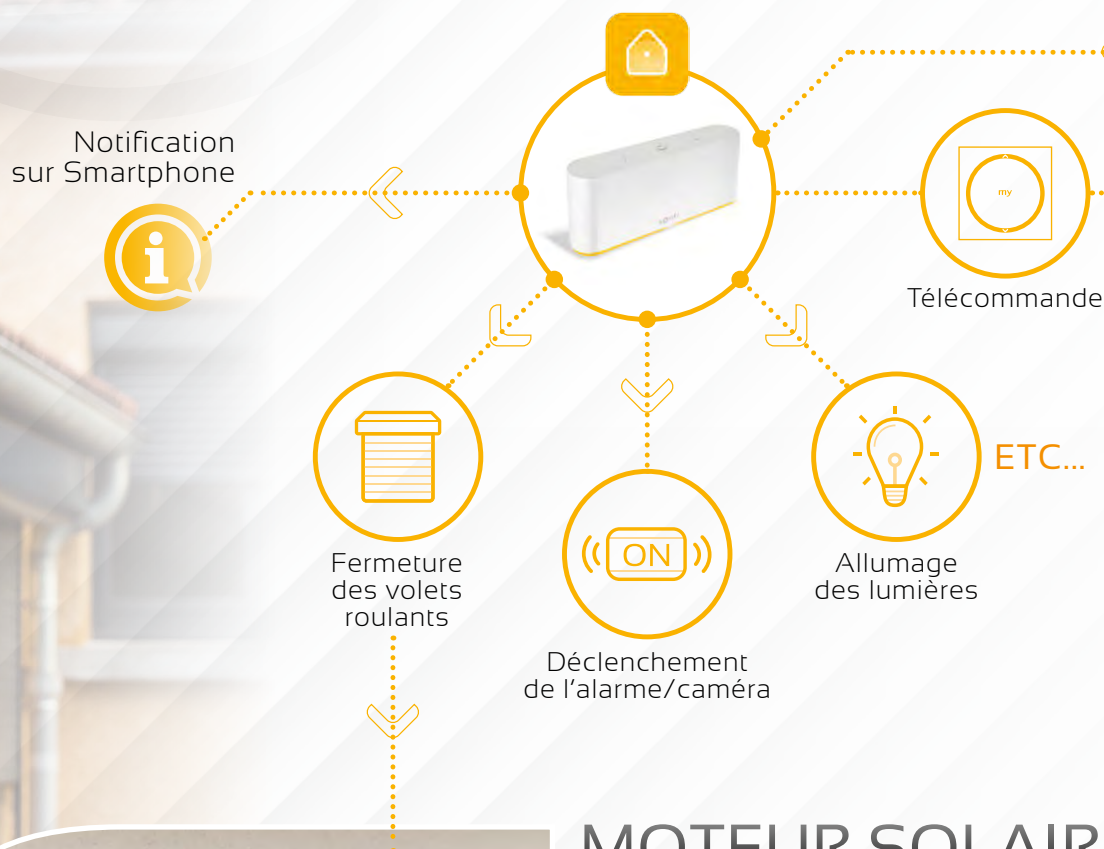 Notification
sur Smartphone
my
Télécommande
ETC...
ON
Fermeture
des volets
roulants
Allumage
des lumières
Déclenchement
de l'alarme/caméra
MOTEUR SOLAIR